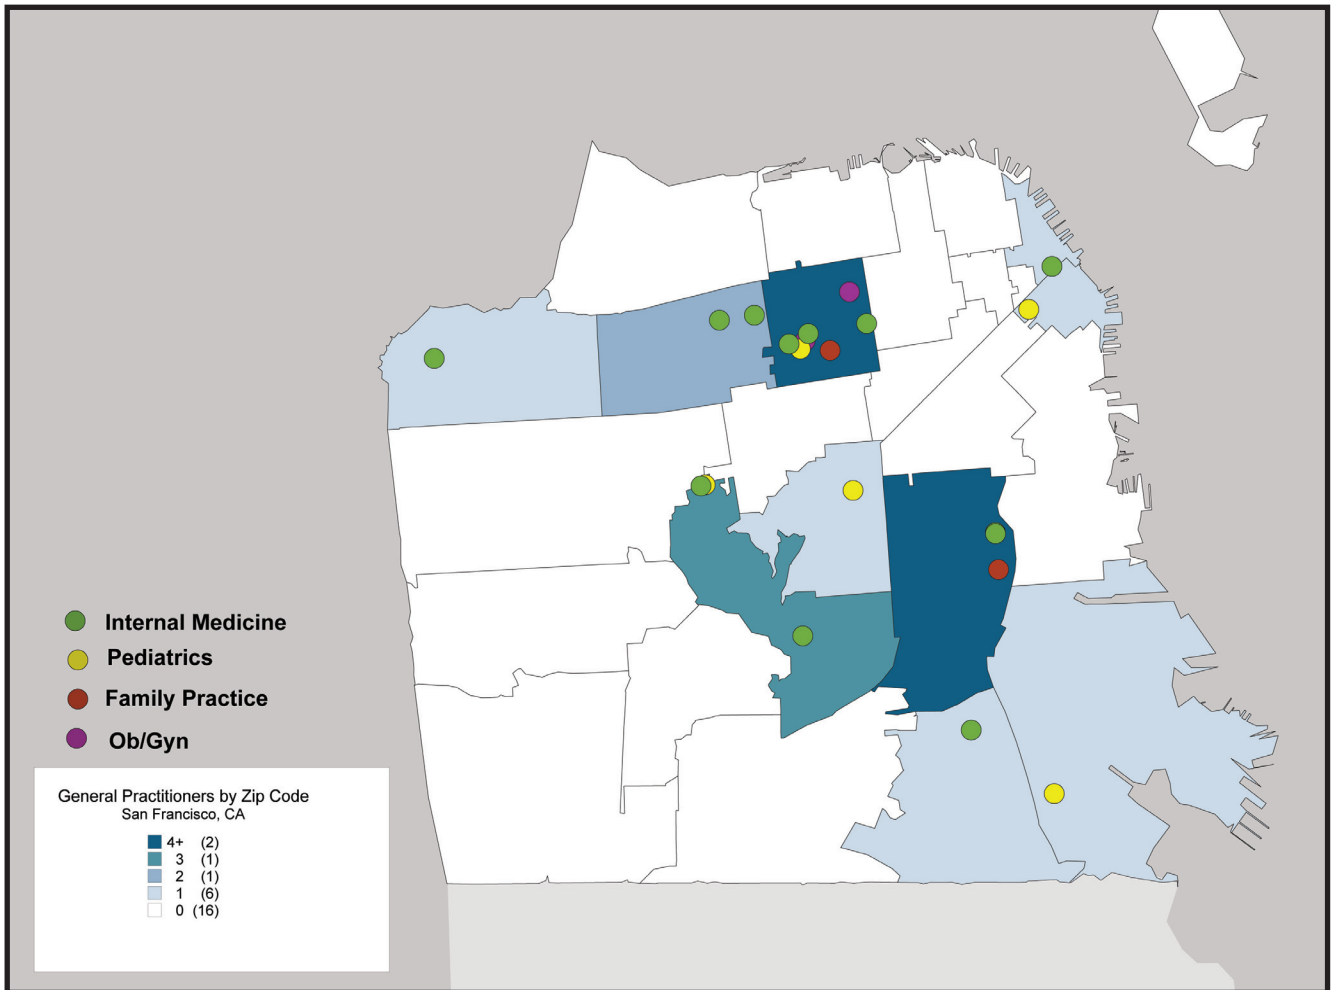 Internal Medicine
Pediatrics
Family Practice
Ob/Gyn
General Practitioners by Zip Code
San Francisco, CA
4+ (2)
3 (1)
2 (1)
1 (6)
0 (16)